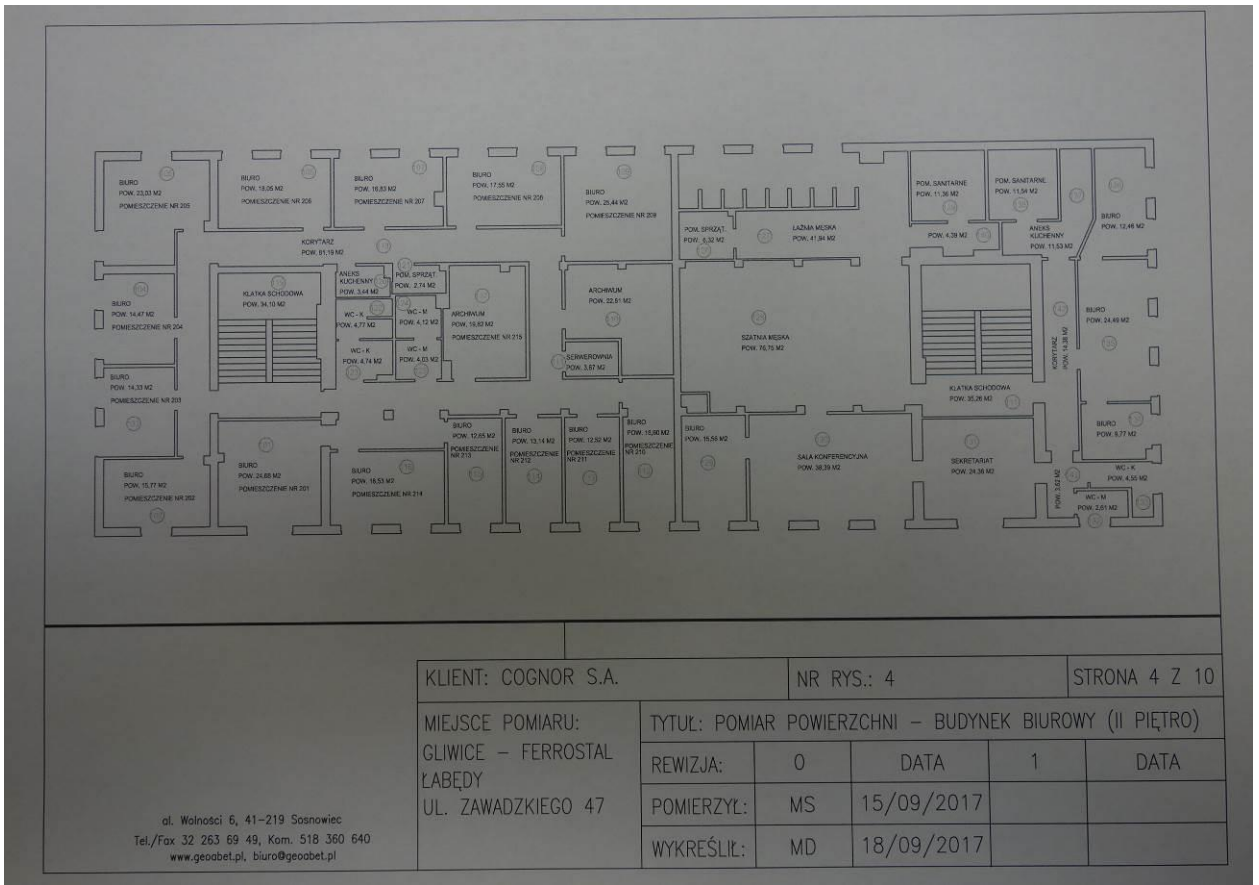 BIURO
POW. 23,03 M2
POMIESZCZENIE NR 205
BIURO
POW. 18,06 M2
POMIESZCZENIE NR 206
BIURO
POW. 16,83 M2
POMIESZCZENIE NR 207
BIURO
POW. 17,55 M2
POMIESZCZENIE NR 208
BIURO
POW. 25,44 M2
POMIESZCZENIE NR 209
POM. SPRZĄT.
POW. 6,32 M2
ŁAŹNIA MĘSKA
POW. 41,94 M2
POM. SANITARNE
POW. 11,36 M2
POM. SANITARNE
POW. 11,54 M2
POW. 4,39 M2
ANEKS
KUCHENNY
POW. 11,53 M2
BIURO
POW. 12,46 M2
KORYTARZ
POW. 81,19 M2
KLATKA SCHODOWA
POW. 34,10 M2
ANEKS
KUCHENNY
POW. 3,44 M2
POM. SPRZĄT.
POW. 2,74 M2
WC - K
POW. 4,77 M2
WC - M
POW. 4,12 M2
WC - K
POW. 4,74 M2
WC - M
POW. 4,03 M2
ARCHIWUM
POW. 19,62 M2
POMIESZCZENIE NR 215
ARCHIWUM
POW. 22,61 M2
SERWEROWNIA
POW. 3,87 M2
SZATNIA MĘSKA
POW. 76,75 M2
BIURO
POW. 14,47 M2
POMIESZCZENIE NR 204
BIURO
POW. 14,33 M2
POMIESZCZENIE NR 203
KORYTARZ
POW. 14,38 M2
BIURO
POW. 24,49 M2
KLATKA SCHODOWA
POW. 35,26 M2
BIURO
POW. 15,77 M2
POMIESZCZENIE NR 202
BIURO
POW. 24,68 M2
POMIESZCZENIE NR 201
BIURO
POW. 16,53 M2
POMIESZCZENIE NR 214
BIURO
POW. 12,65 M2
POMIESZCZENIE
NR 213
BIURO
POW. 13,14 M2
POMIESZCZENIE
NR 212
BIURO
POW. 12,92 M2
POMIESZCZENIE
NR 211
BIURO
POW. 15,90 M2
POMIESZCZENIE
NR 210
BIURO
POW. 15,56 M2
SALA KONFERENCYJNA
POW. 38,39 M2
SEKRETARIAT
POW. 24,38 M2
BIURO
POW. 9,77 M2
POW. 3,62 M2
WC - K
POW. 4,55 M2
WC - M
POW. 2,51 M2
KLIENT: COGNOR S.A.
NR RYS.: 4
STRONA 4 Z 10
MIEJSCE POMIARU:
GLIWICE – FERROSTAL
ŁABĘDY
UL. ZAWADZKIEGO 47
TYTUŁ: POMIAR POWIERZCHNI – BUDYNEK BIUROWY (II PIĘTRO)
REWIZJA: 0 DATA 1 DATA
POMIERZYŁ: MS 15/09/2017
WYKREŚLIŁ: MD 18/09/2017
al. Wolności 6, 41–219 Sosnowiec
Tel./Fax 32 263 69 49, Kom. 518 360 640
www.geoabet.pl, biuro@geoabet.pl